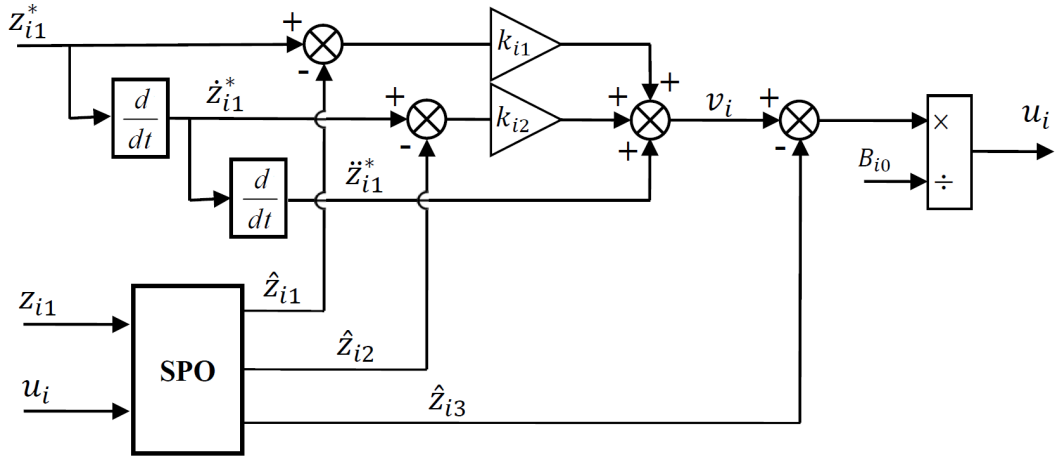 z*i1
+
-
ki1
d/dt
ż*i1
+
-
ki2
+
+
+
vi
+
-
×
÷
ui
Bi0
z̈*i1
d/dt
zi1
ui
SPO
ẑi1
ẑi2
ẑi3